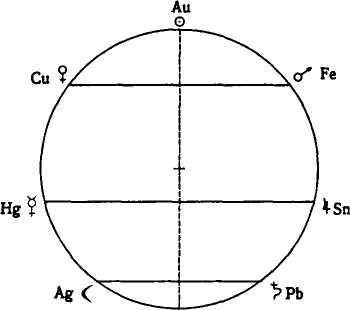 Au
☉
Cu ♀
♂ Fe
Hg ☿
♃ Sn
Ag ☾
♄ Pb